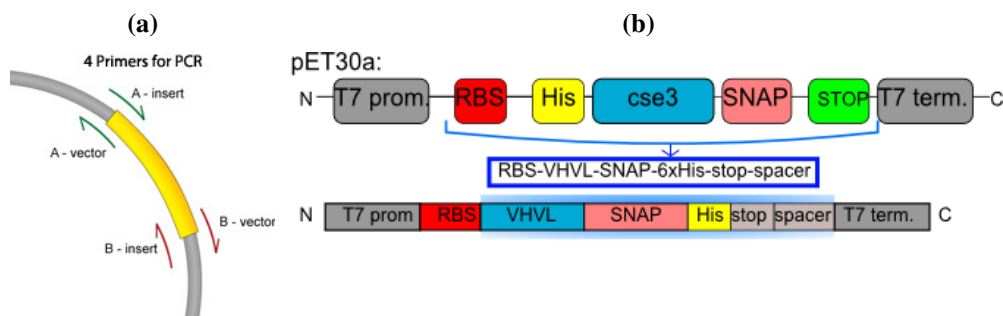 (a)
4 Primers for PCR
A - insert
A - vector
B - vector
B - insert
(b)
pET30a:
N T7 prom. RBS His cse3 SNAP STOP T7 term. C
RBS-VHVL-SNAP-6xHis-stop-spacer
N T7 prom RBS VHVL SNAP His stop spacer T7 term. C